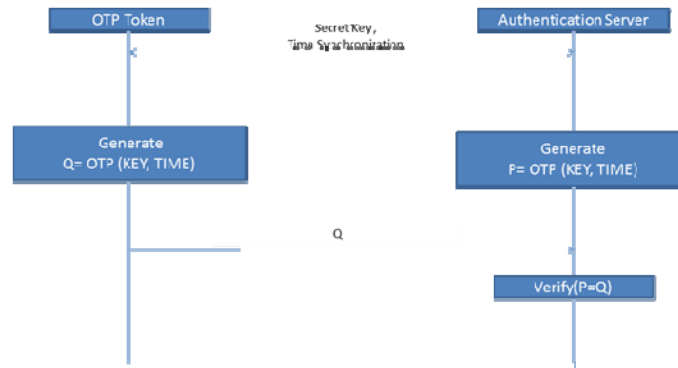 OTP Token
Secret Key,
Time Synchronization
Authentication Server
Generate
Q= OTP (KEY, TIME)
Generate
P= OTP (KEY, TIME)
Q
Verify(P=Q)